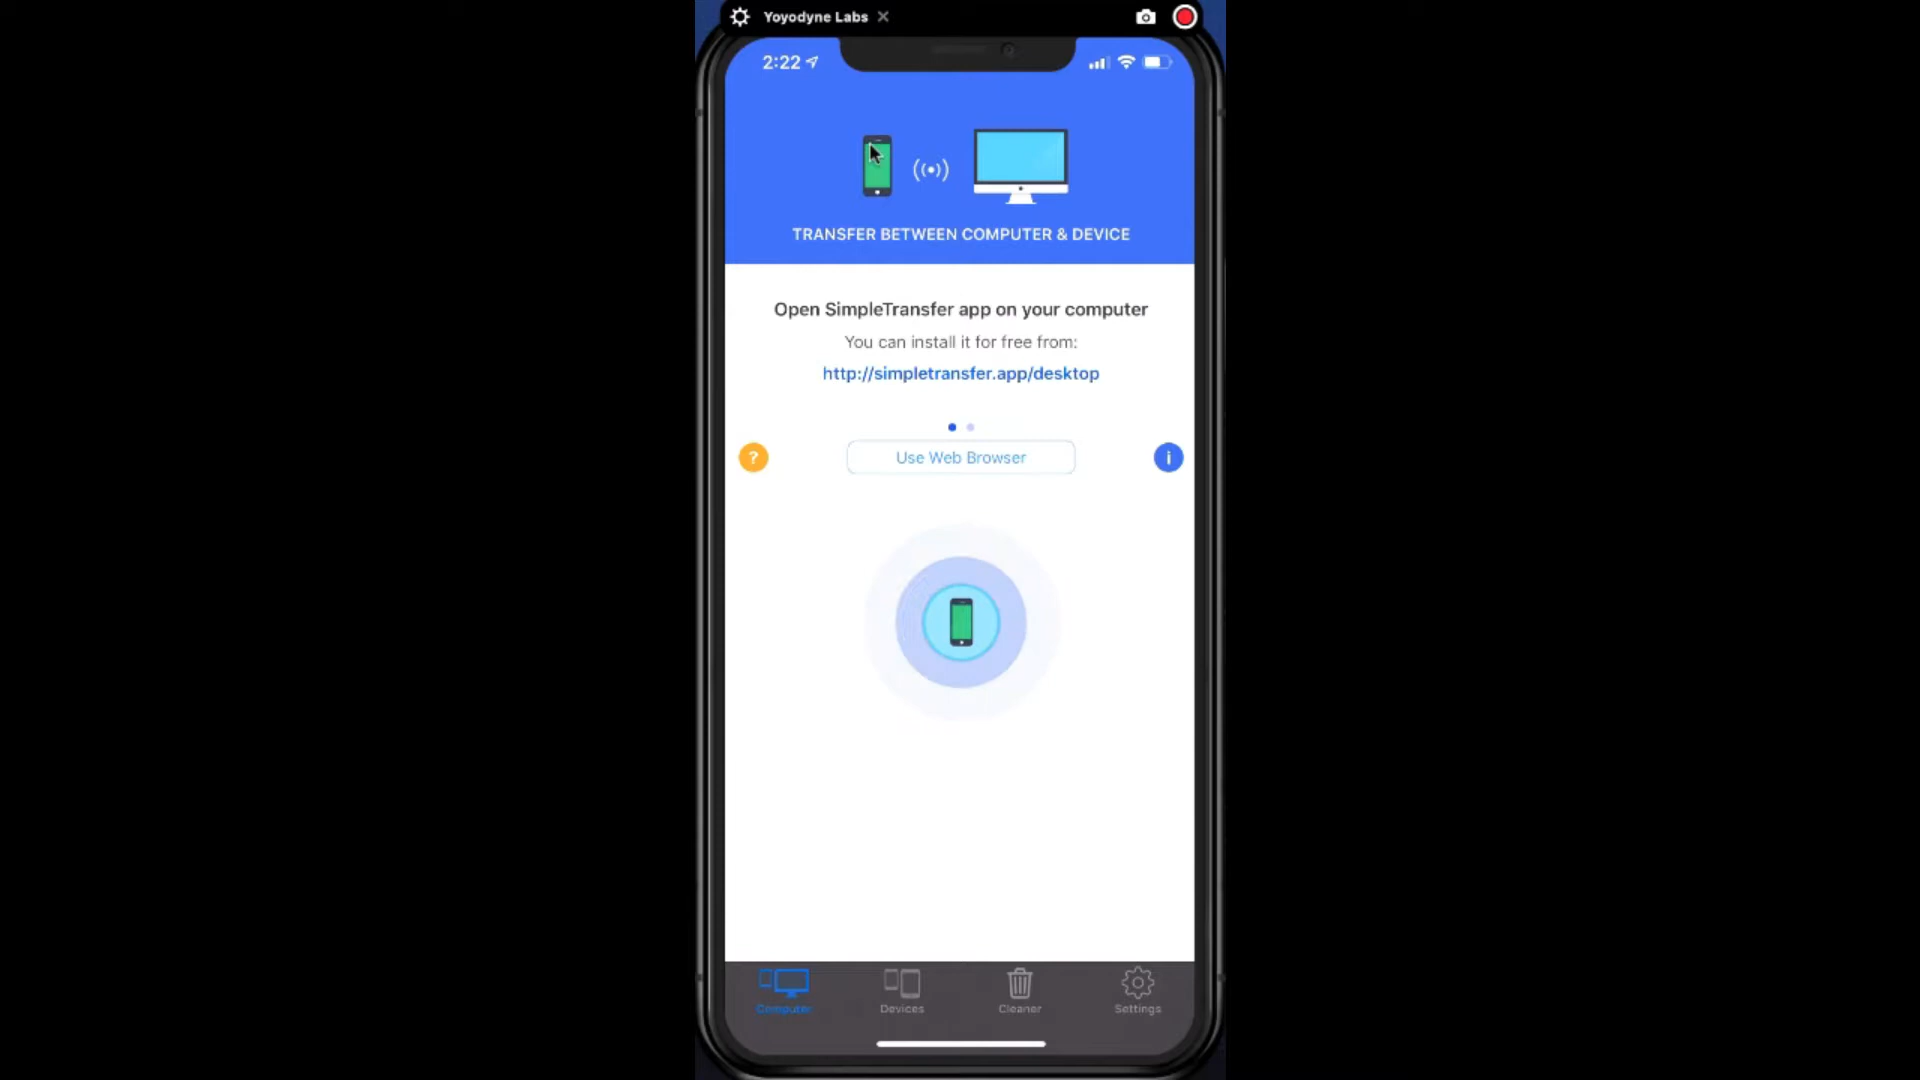 Yoyodyne Labs
2:22
TRANSFER BETWEEN COMPUTER & DEVICE
Open SimpleTransfer app on your computer
You can install it for free from:
http://simpletransfer.app/desktop
? Use Web Browser i
Computer Devices Cleaner Settings